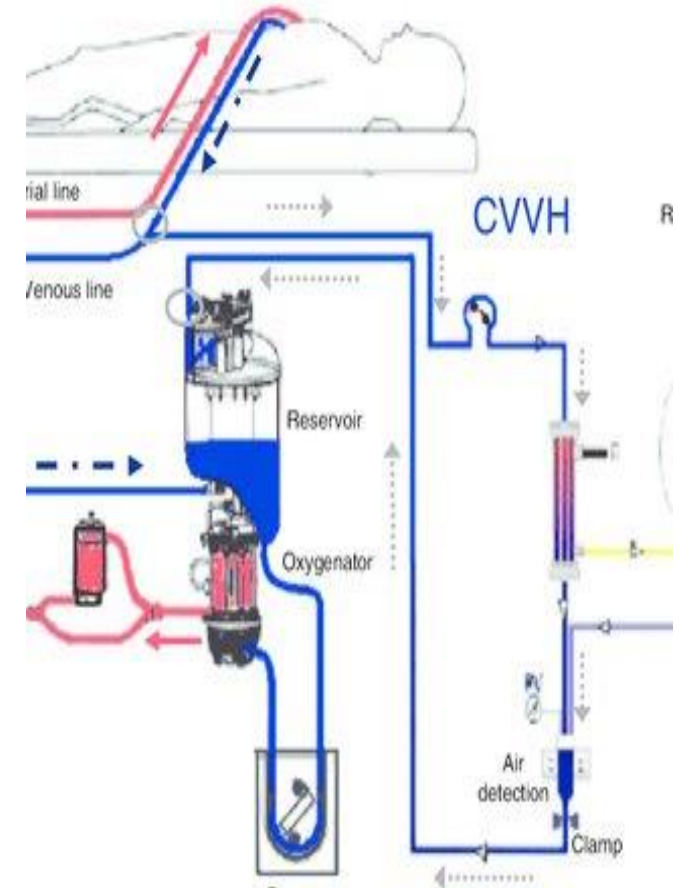 rial line
CVVH
R
Venous line
Reservoir
Oxygenator
Air
detection
Clamp